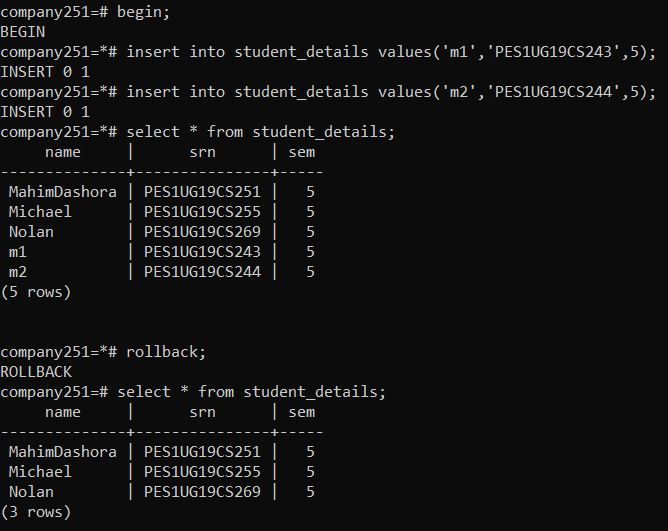 company251=# begin;
BEGIN
company251=*# insert into student_details values('m1','PES1UG19CS243',5);
INSERT 0 1
company251=*# insert into student_details values('m2','PES1UG19CS244',5);
INSERT 0 1
company251=*# select * from student_details;
     name     |      srn      | sem
--------------+---------------+-----
 MahimDashora | PES1UG19CS251 |   5
 Michael      | PES1UG19CS255 |   5
 Nolan        | PES1UG19CS269 |   5
 m1           | PES1UG19CS243 |   5
 m2           | PES1UG19CS244 |   5
(5 rows)
company251=*# rollback;
ROLLBACK
company251=# select * from student_details;
     name     |      srn      | sem
--------------+---------------+-----
 MahimDashora | PES1UG19CS251 |   5
 Michael      | PES1UG19CS255 |   5
 Nolan        | PES1UG19CS269 |   5
(3 rows)